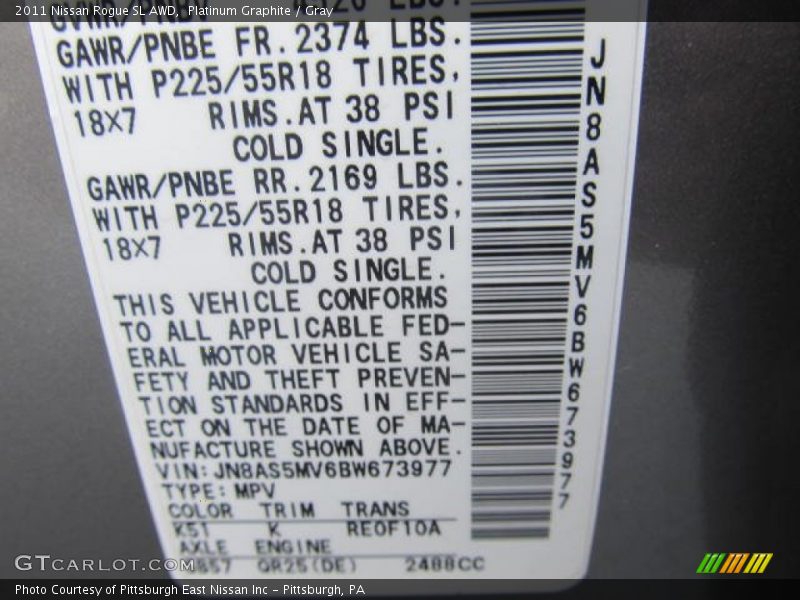 2011 Nissan Rogue SL AWD, Platinum Graphite / Gray
GAWR/PNBE FR. 2374 LBS.
WITH P225/55R18 TIRES,
18X7 RIMS.AT 38 PSI
COLD SINGLE.
GAWR/PNBE RR. 2169 LBS.
WITH P225/55R18 TIRES,
18X7 RIMS.AT 38 PSI
COLD SINGLE.
THIS VEHICLE CONFORMS
TO ALL APPLICABLE FED-
ERAL MOTOR VEHICLE SA-
FETY AND THEFT PREVEN-
TION STANDARDS IN EFF-
ECT ON THE DATE OF MA-
NUFACTURE SHOWN ABOVE.
VIN: JN8AS5MV6BW673977
TYPE: MPV
COLOR TRIM TRANS
K51 K RE0F10A
AXLE ENGINE
QR25(DE) 2488CC
JN8AS5MV6BW673977
GTCARLOT.COM
Photo Courtesy of Pittsburgh East Nissan Inc - Pittsburgh, PA